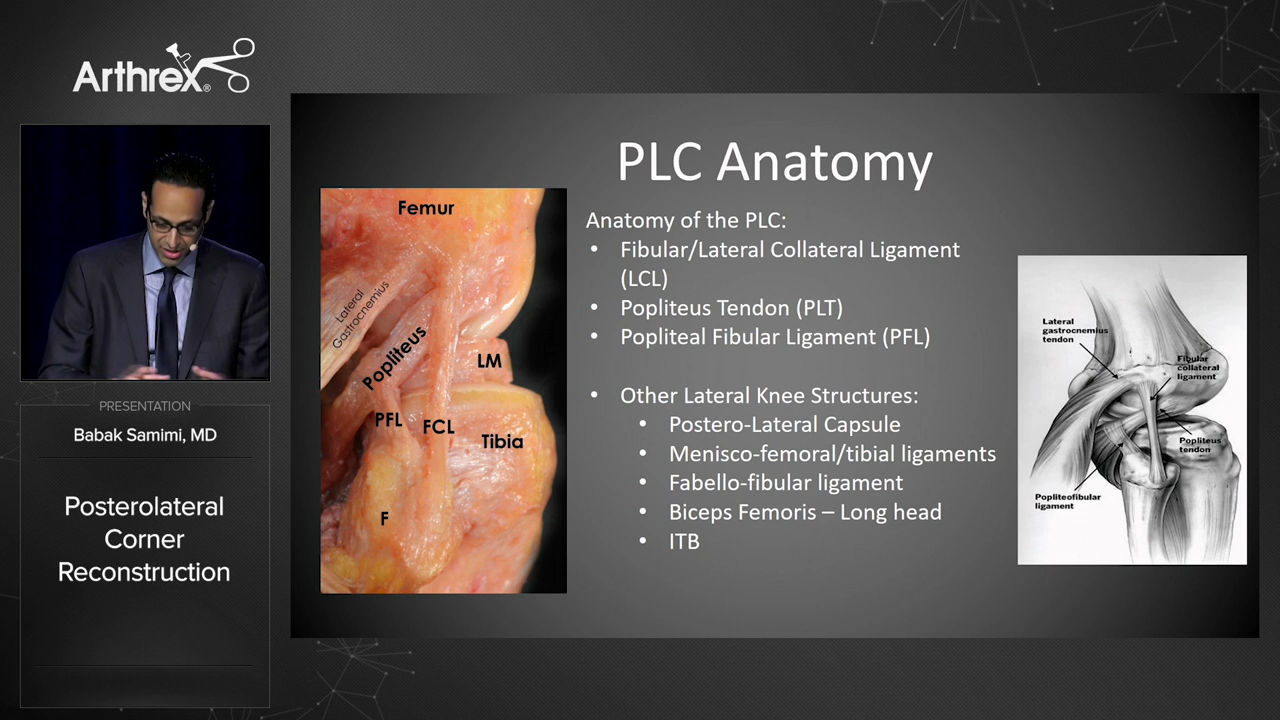 Arthrex®
PRESENTATION
Babak Samimi, MD
Posterolateral
Corner
Reconstruction
PLC Anatomy
Femur
Lateral
Gastrocnemius
Popliteus
LM
PFL
FCL
Tibia
F
Anatomy of the PLC:
• Fibular/Lateral Collateral Ligament
(LCL)
• Popliteus Tendon (PLT)
• Popliteal Fibular Ligament (PFL)
• Other Lateral Knee Structures:
• Postero-Lateral Capsule
• Menisco-femoral/tibial ligaments
• Fabello-fibular ligament
• Biceps Femoris – Long head
• ITB
Lateral
gastrocnemius
tendon
Fibular
collateral
ligament
Popliteus
tendon
Popliteofibular
ligament